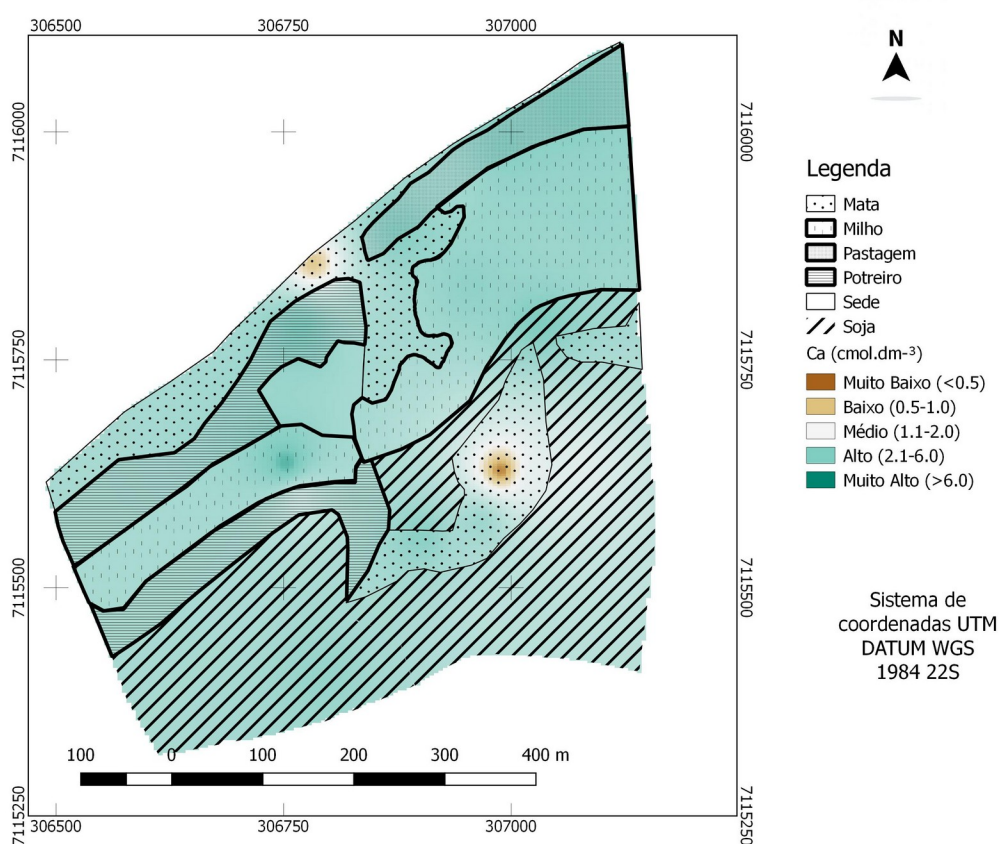 306500 306750 307000
N
7116000 7116000
Legenda
Mata
Milho
Pastagem
Potreiro
Sede
Soja
Ca (cmol.dm-³)
Muito Baixo (<0.5)
Baixo (0.5-1.0)
Médio (1.1-2.0)
Alto (2.1-6.0)
Muito Alto (>6.0)
7115750 7115750
7115500 7115500
Sistema de
coordenadas UTM
DATUM WGS
1984 22S
100 0 100 200 300 400 m
7115250 7115250
306500 306750 307000